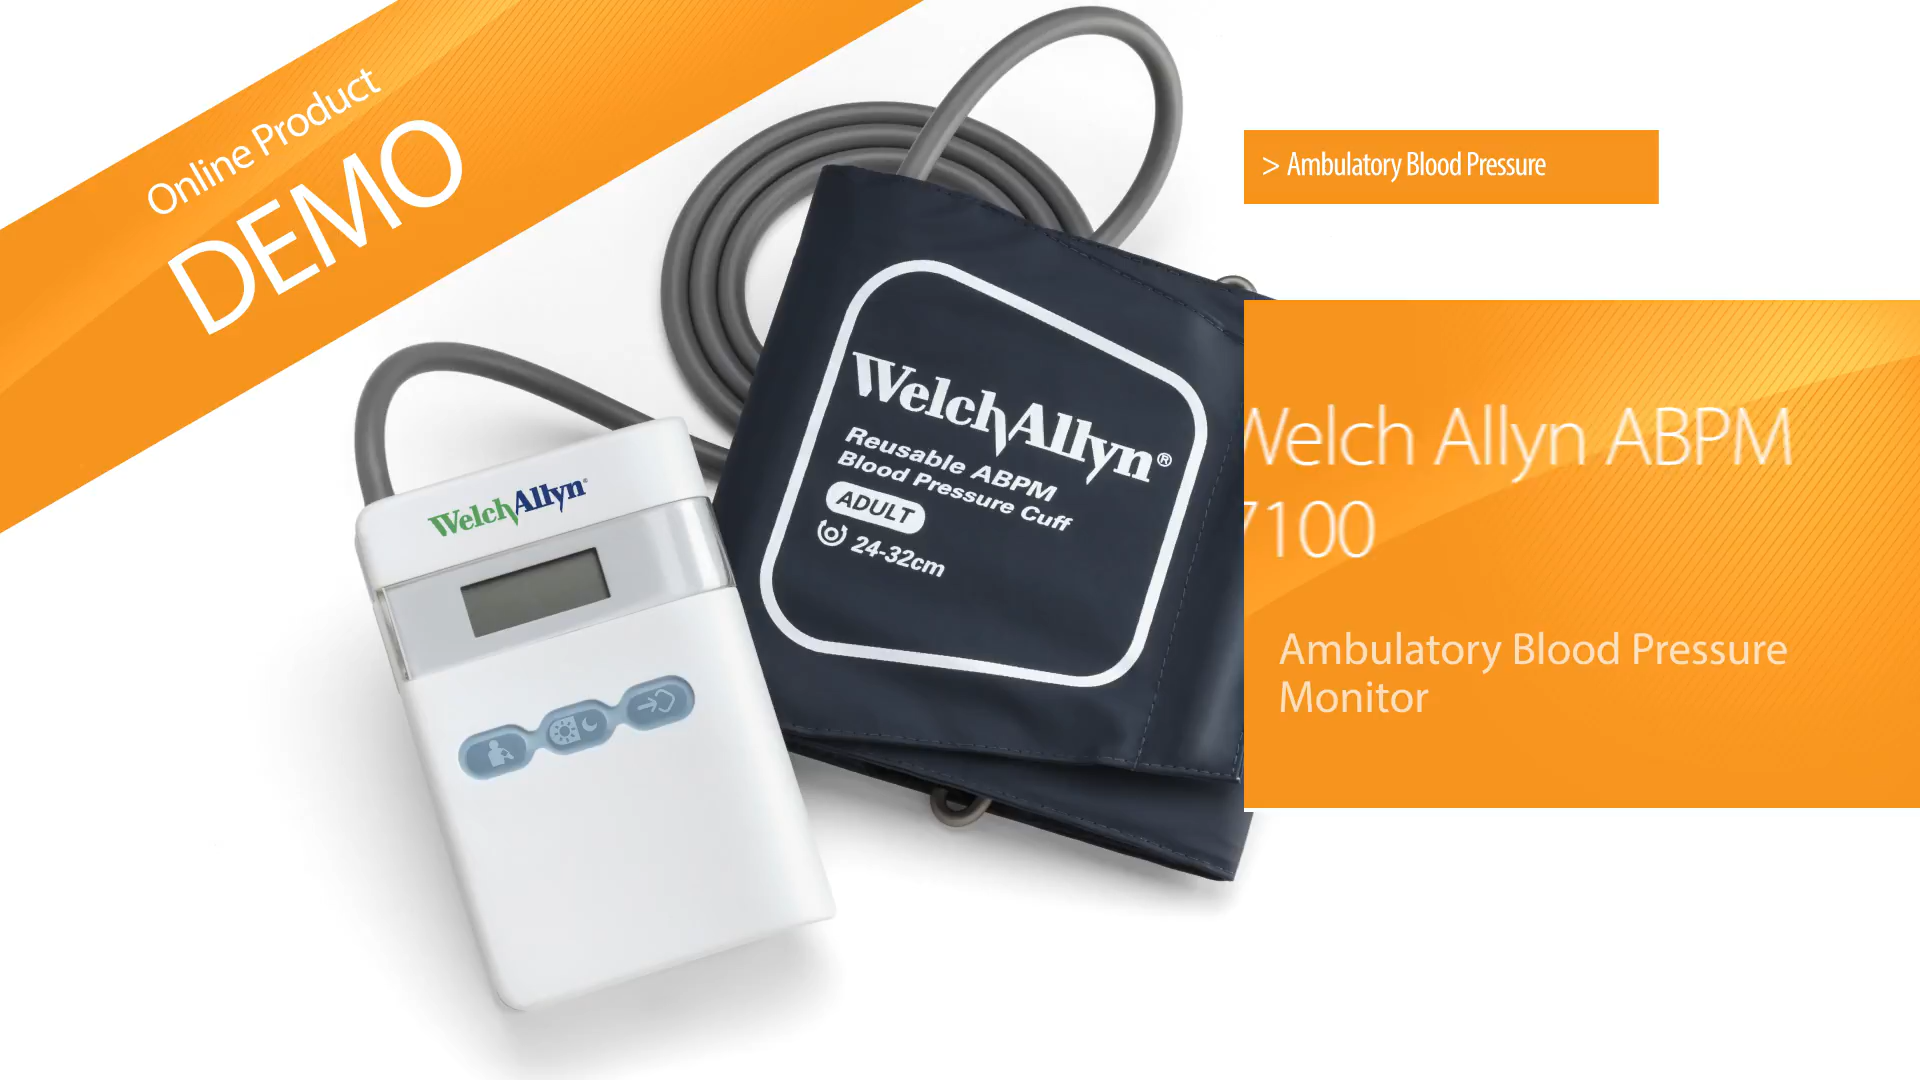 Online Product
DEMO
> Ambulatory Blood Pressure
WelchAllyn®
Reusable ABPM
Blood Pressure Cuff
ADULT
24-32cm
WelchAllyn
Welch Allyn ABPM
7100
Ambulatory Blood Pressure
Monitor